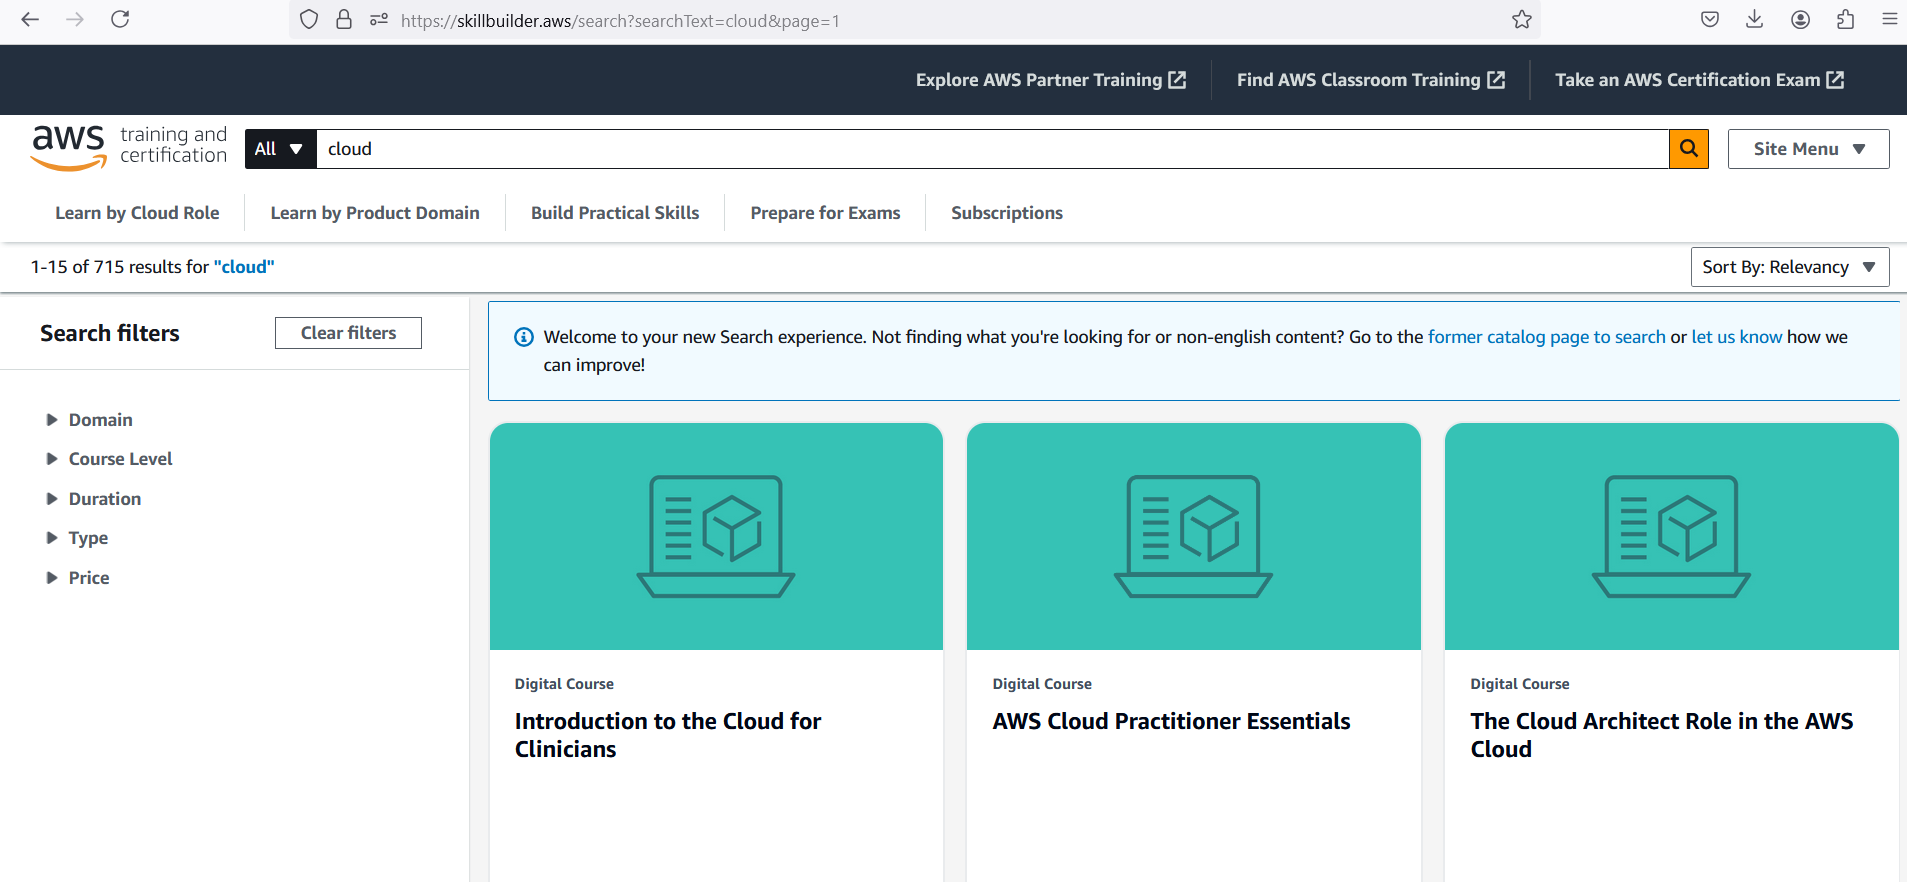 https://skillbuilder.aws/search?searchText=cloud&page=1
Explore AWS Partner Training
Find AWS Classroom Training
Take an AWS Certification Exam
aws training and
certification
All
cloud
Site Menu
Learn by Cloud Role
Learn by Product Domain
Build Practical Skills
Prepare for Exams
Subscriptions
1-15 of 715 results for "cloud"
Sort By: Relevancy
Search filters
Clear filters
Domain
Course Level
Duration
Type
Price
Welcome to your new Search experience. Not finding what you're looking for or non-english content? Go to the former catalog page to search or let us know how we
can improve!
Digital Course
Introduction to the Cloud for
Clinicians
Digital Course
AWS Cloud Practitioner Essentials
Digital Course
The Cloud Architect Role in the AWS
Cloud